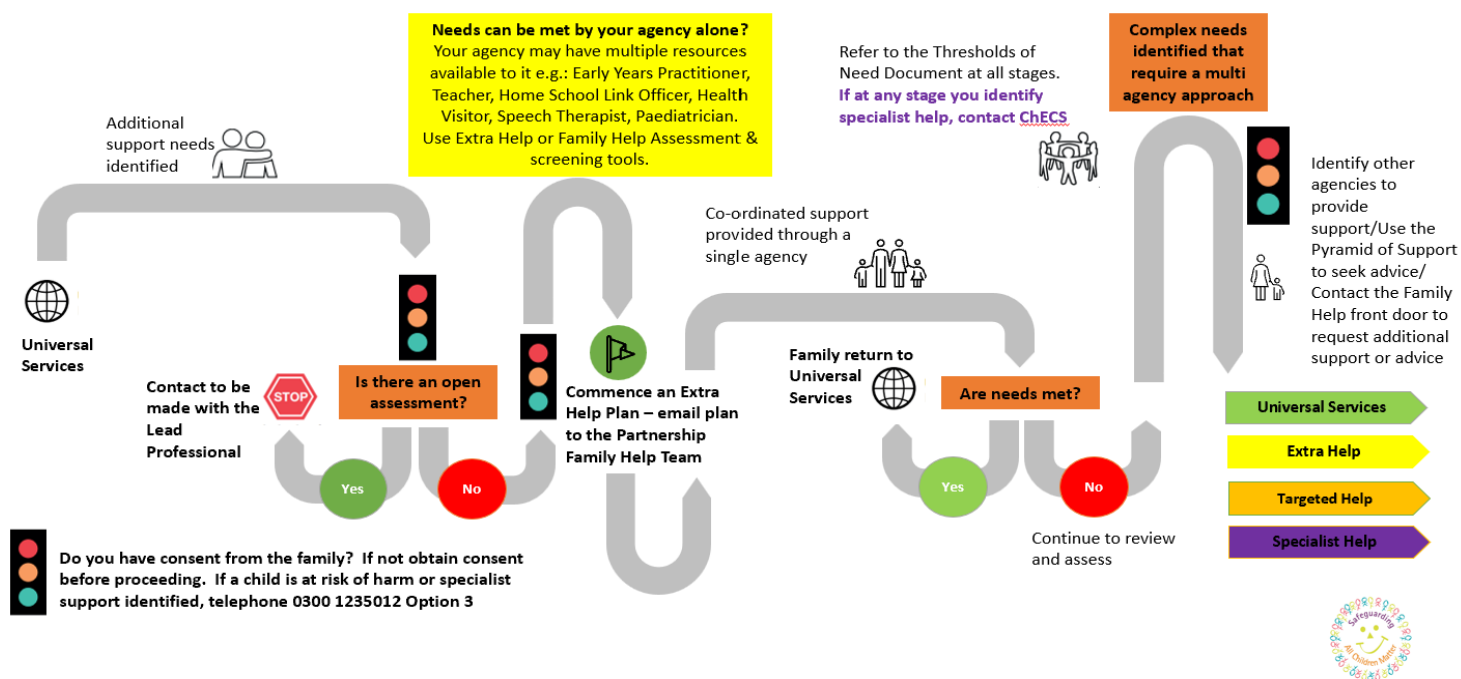 Needs can be met by your agency alone?
Your agency may have multiple resources
available to it e.g.: Early Years Practitioner,
Teacher, Home School Link Officer, Health
Visitor, Speech Therapist, Paediatrician.
Use Extra Help or Family Help Assessment &
screening tools.
Refer to the Thresholds of
Need Document at all stages.
If at any stage you identify
specialist help, contact ChECS
Complex needs
identified that
require a multi
agency approach
Additional
support needs
identified
Identify other
agencies to
provide
support/Use the
Pyramid of Support
to seek advice/
Contact the Family
Help front door to
request additional
support or advice
Co-ordinated support
provided through a
single agency
Universal
Services
Contact to be
made with the
Lead
Professional
STOP
Is there an open
assessment?
Yes
No
Commence an Extra
Help Plan – email plan
to the Partnership
Family Help Team
Family return to
Universal
Services
Are needs met?
Yes
No
Continue to review
and assess
Universal Services
Extra Help
Targeted Help
Specialist Help
Do you have consent from the family? If not obtain consent
before proceeding. If a child is at risk of harm or specialist
support identified, telephone 0300 1235012 Option 3
Safeguarding
All Children Matter